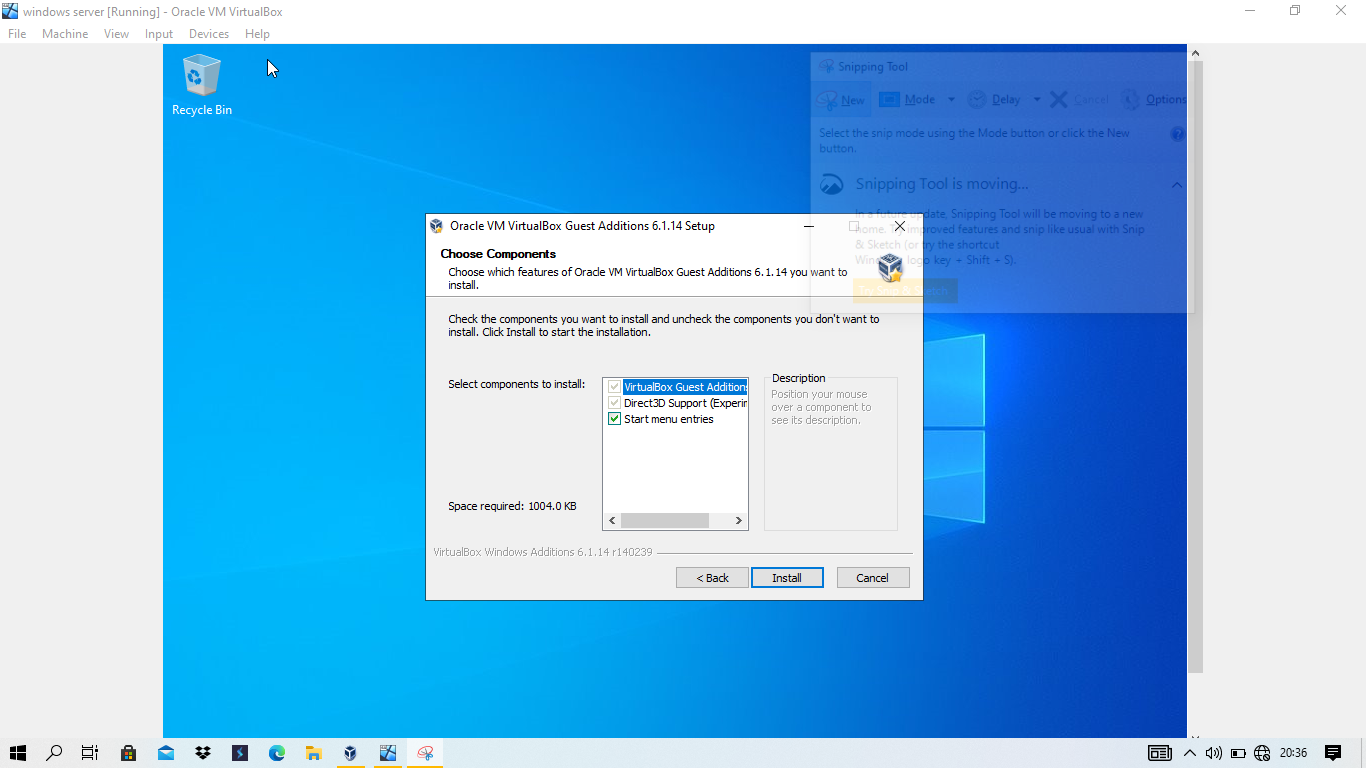 windows server [Running] - Oracle VM VirtualBox
File Machine View Input Devices Help
Recycle Bin
Snipping Tool
New Mode Delay Cancel Options
Select the snip mode using the Mode button or click the New
button.
Snipping Tool is moving...
In a future update, Snipping Tool will be moving to a new
home. Try improved features and snip like usual with Snip
& Sketch (or try the shortcut
Windows logo key + Shift + S).
Try Snip & Sketch
Oracle VM VirtualBox Guest Additions 6.1.14 Setup
Choose Components
Choose which features of Oracle VM VirtualBox Guest Additions 6.1.14 you want to
install.
Check the components you want to install and uncheck the components you don't want to
install. Click Install to start the installation.
Select components to install:
VirtualBox Guest Additions
Direct3D Support (Experim
Start menu entries
Description
Position your mouse
over a component to
see its description.
Space required: 1004.0 KB
VirtualBox Windows Additions 6.1.14 r140239
< Back Install Cancel
20:36